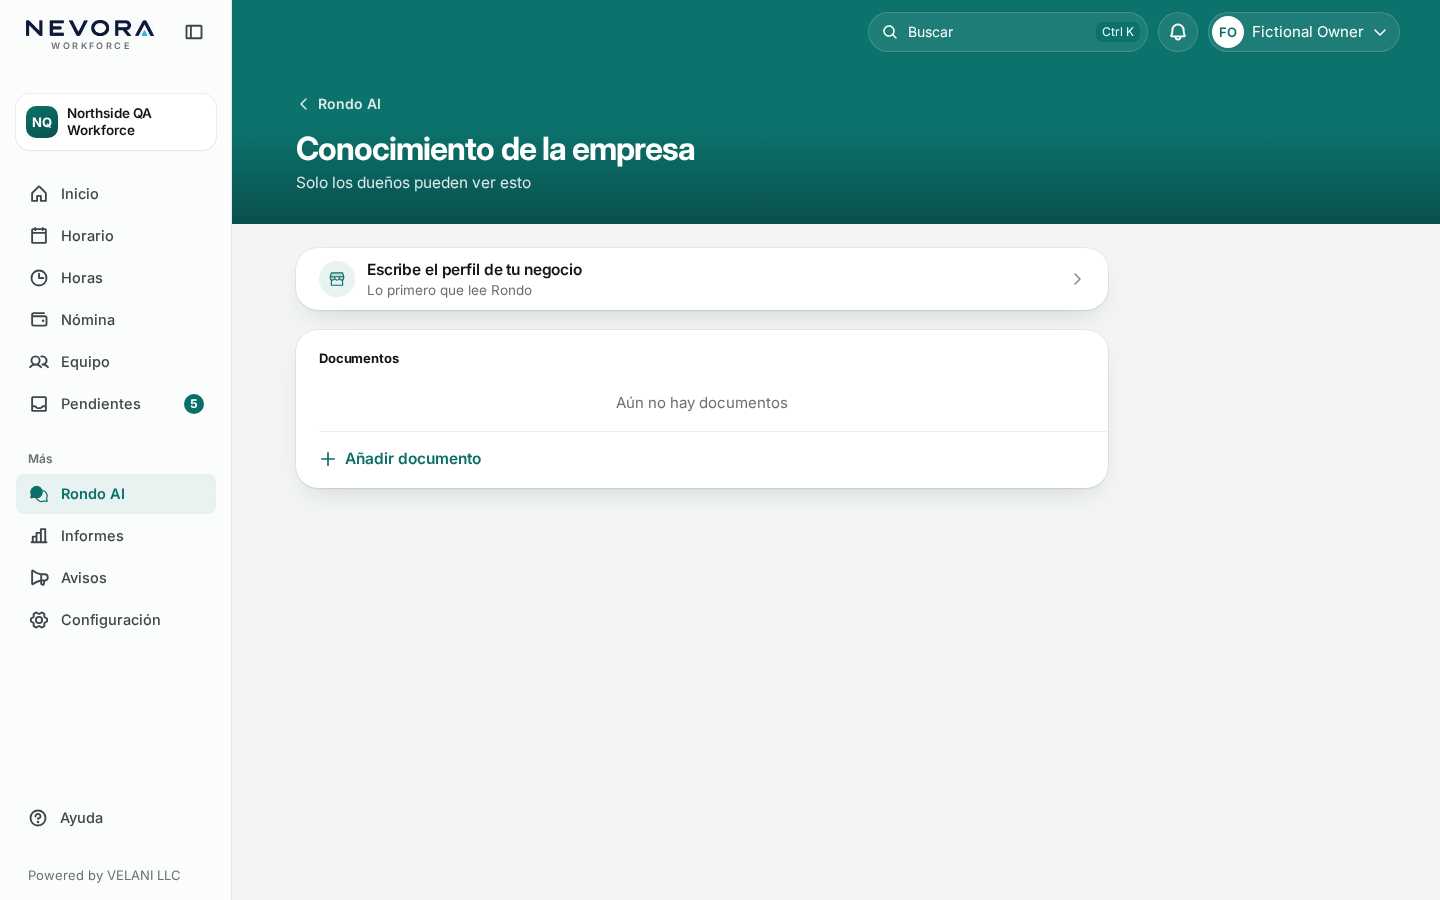 NEVORA
WORKFORCE
Buscar
Ctrl K
FO
Fictional Owner
NQ
Northside QA
Workforce
Inicio
Horario
Horas
Nómina
Equipo
Pendientes
5
Más
Rondo AI
Informes
Avisos
Configuración
Ayuda
Powered by VELANI LLC
Rondo AI
Conocimiento de la empresa
Solo los dueños pueden ver esto
Escribe el perfil de tu negocio
Lo primero que lee Rondo
Documentos
Aún no hay documentos
Añadir documento